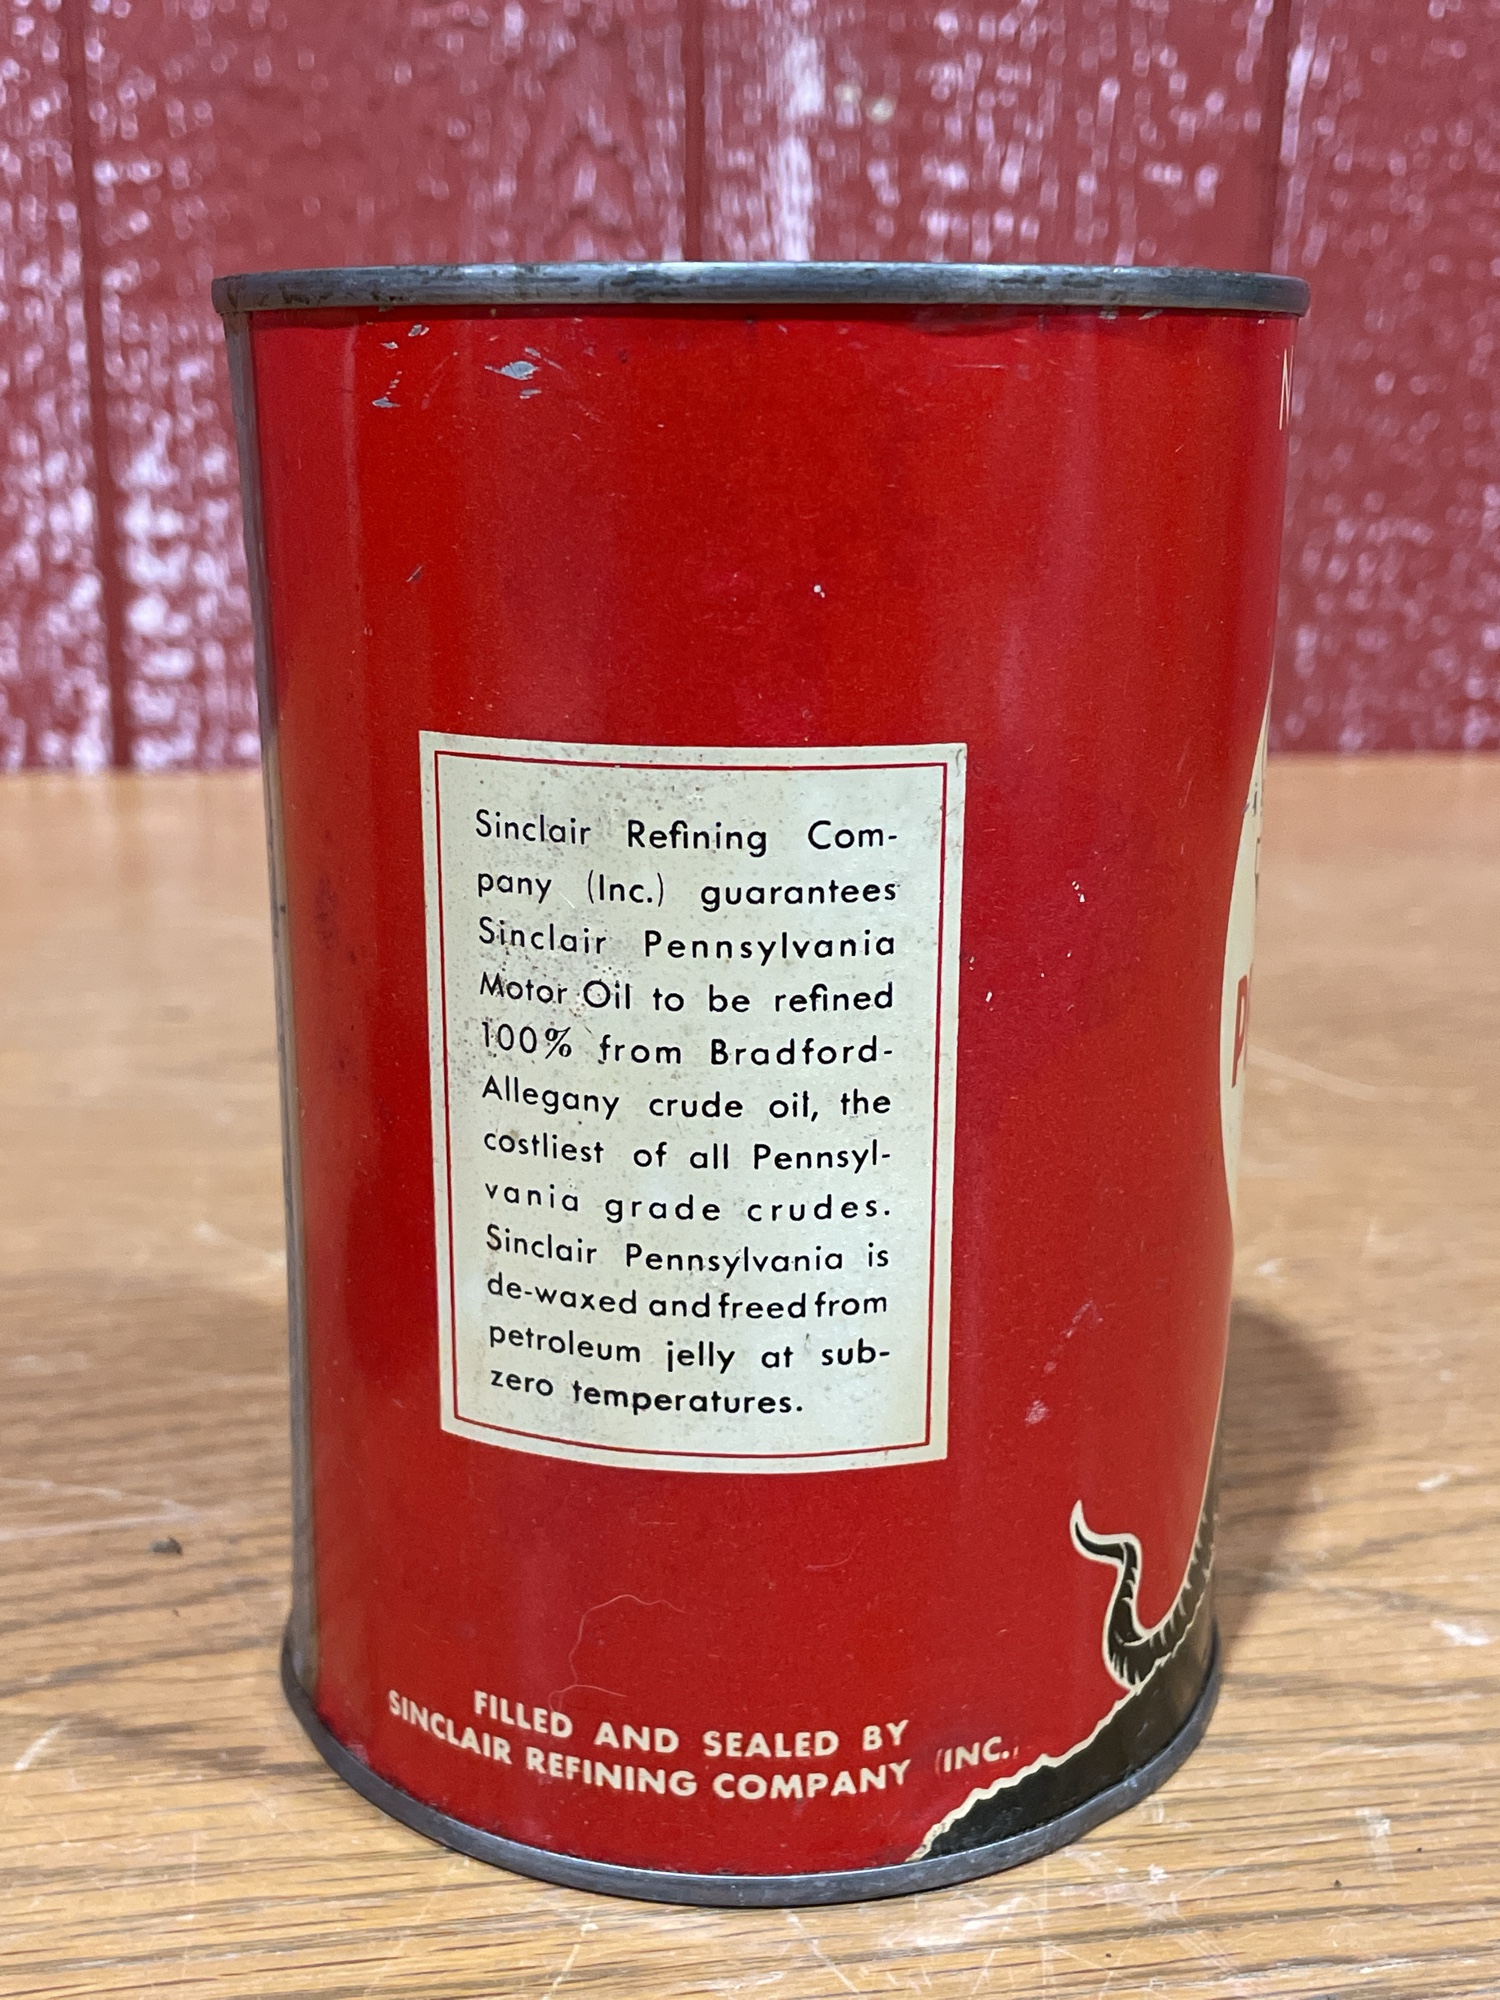 Sinclair Refining Com-
pany (Inc.) guarantees
Sinclair Pennsylvania
Motor Oil to be refined
100% from Bradford-
Allegany crude oil, the
costliest of all Pennsyl-
vania grade crudes.
Sinclair Pennsylvania is
de-waxed and freed from
petroleum jelly at sub-
zero temperatures.
FILLED AND SEALED BY
SINCLAIR REFINING COMPANY (INC.)